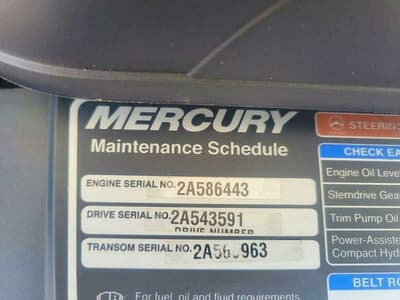 MERCURY
Maintenance Schedule
ENGINE SERIAL NO. 2A586443
DRIVE SERIAL NO. 2A543591
DRIVE NUMBER
TRANSOM SERIAL NO.
For fuel, oil and fluid requirements
STEERING
CHECK EA
Engine Oil Level
Sterndrive Gea
Trim Pump Oil
Power-Assiste
Compact Hyd
BELT RO